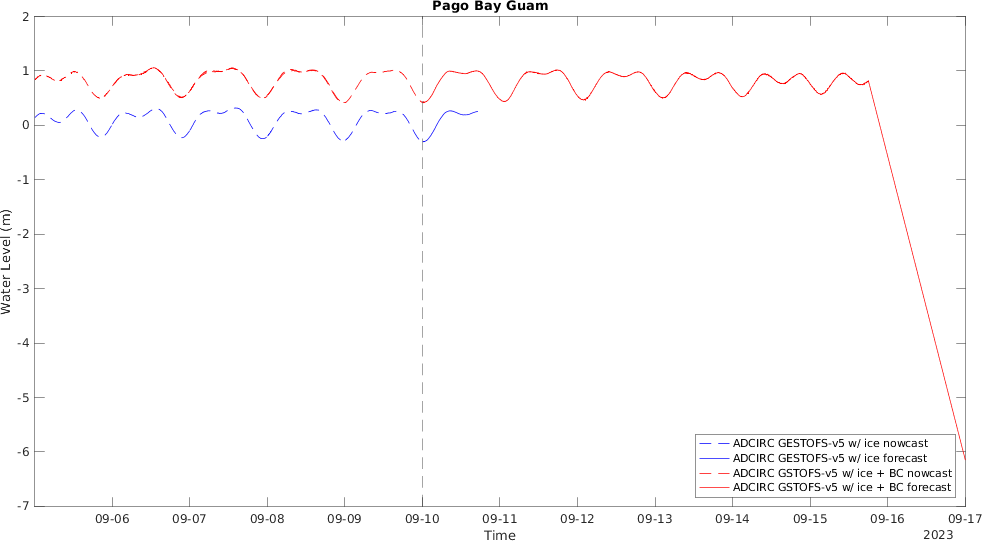 Pago Bay Guam
2
1
0
-1
-2
-3
-4
-5
-6
-7
Water Level (m)
ADCIRC GESTOFS-v5 w/ ice nowcast
ADCIRC GESTOFS-v5 w/ ice forecast
ADCIRC GSTOFS-v5 w/ ice + BC nowcast
ADCIRC GSTOFS-v5 w/ ice + BC forecast
09-06 09-07 09-08 09-09 09-10 09-11 09-12 09-13 09-14 09-15 09-16 09-17
Time
2023